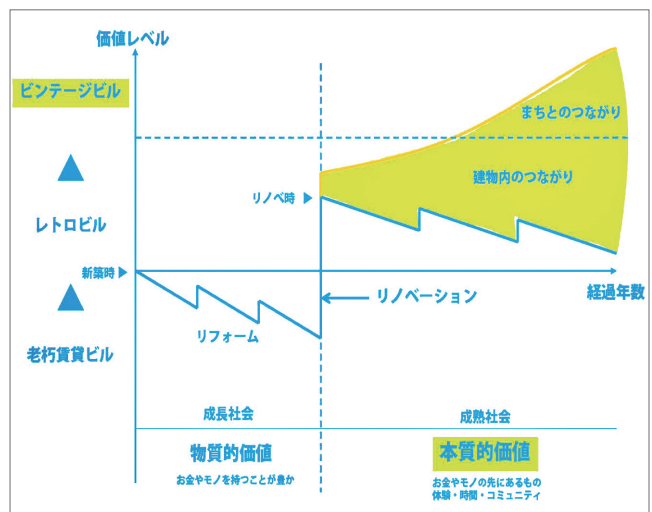 価値レベル
ビンテージビル
まちとのつながり
建物内のつながり
リノベ時
レトロビル
新築時
経過年数
リノベーション
リフォーム
老朽賃貸ビル
成長社会
成熟社会
物質的価値
本質的価値
お金やモノを持つことが豊か
お金やモノの先にあるもの
体験・時間・コミュニティ